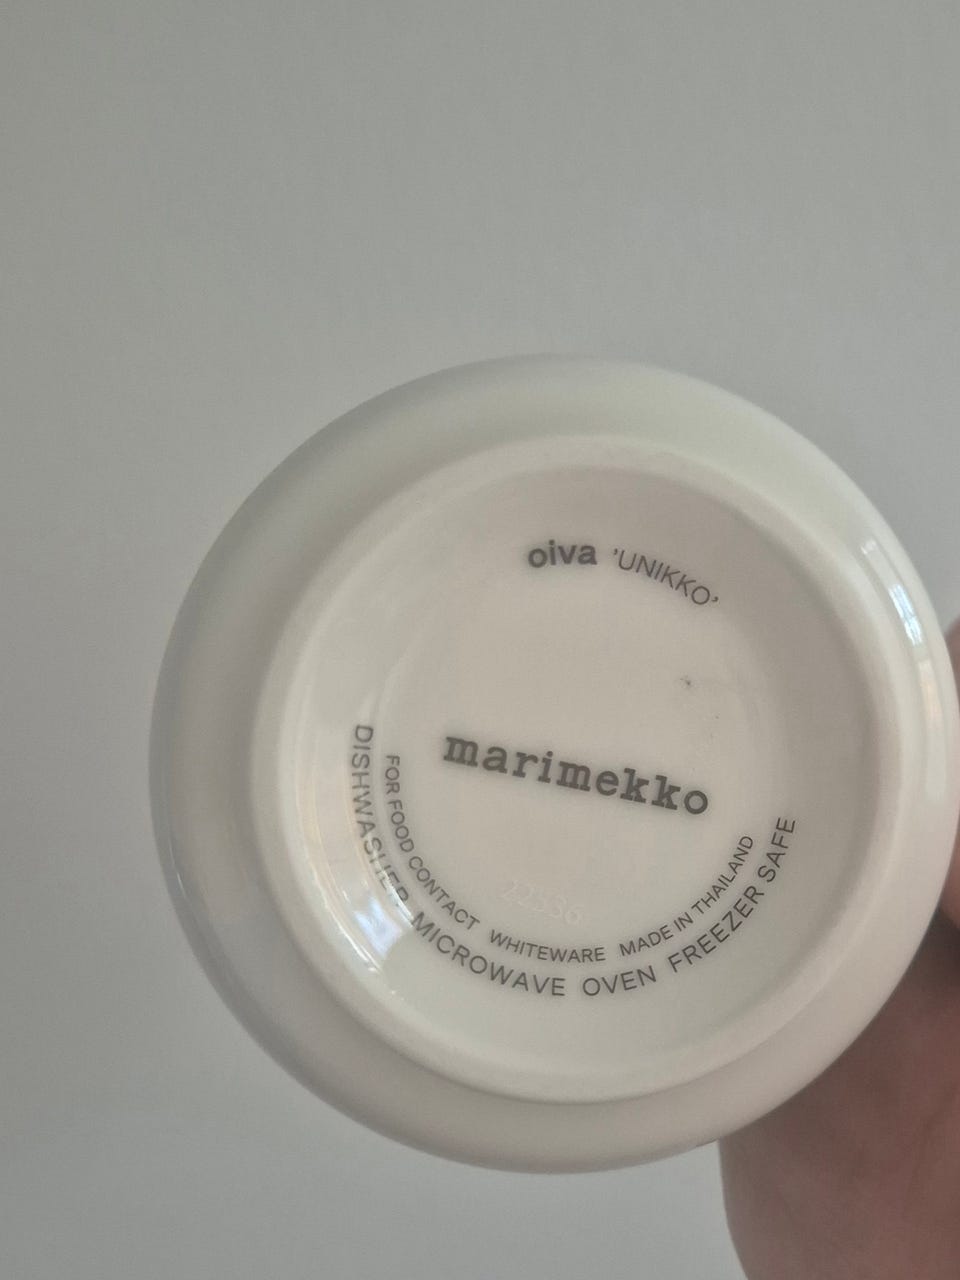 oiva 'UNIKKO'
marimekko
FOR FOOD CONTACT WHITEWARE MADE IN THAILAND
DISHWASHER MICROWAVE OVEN FREEZER SAFE